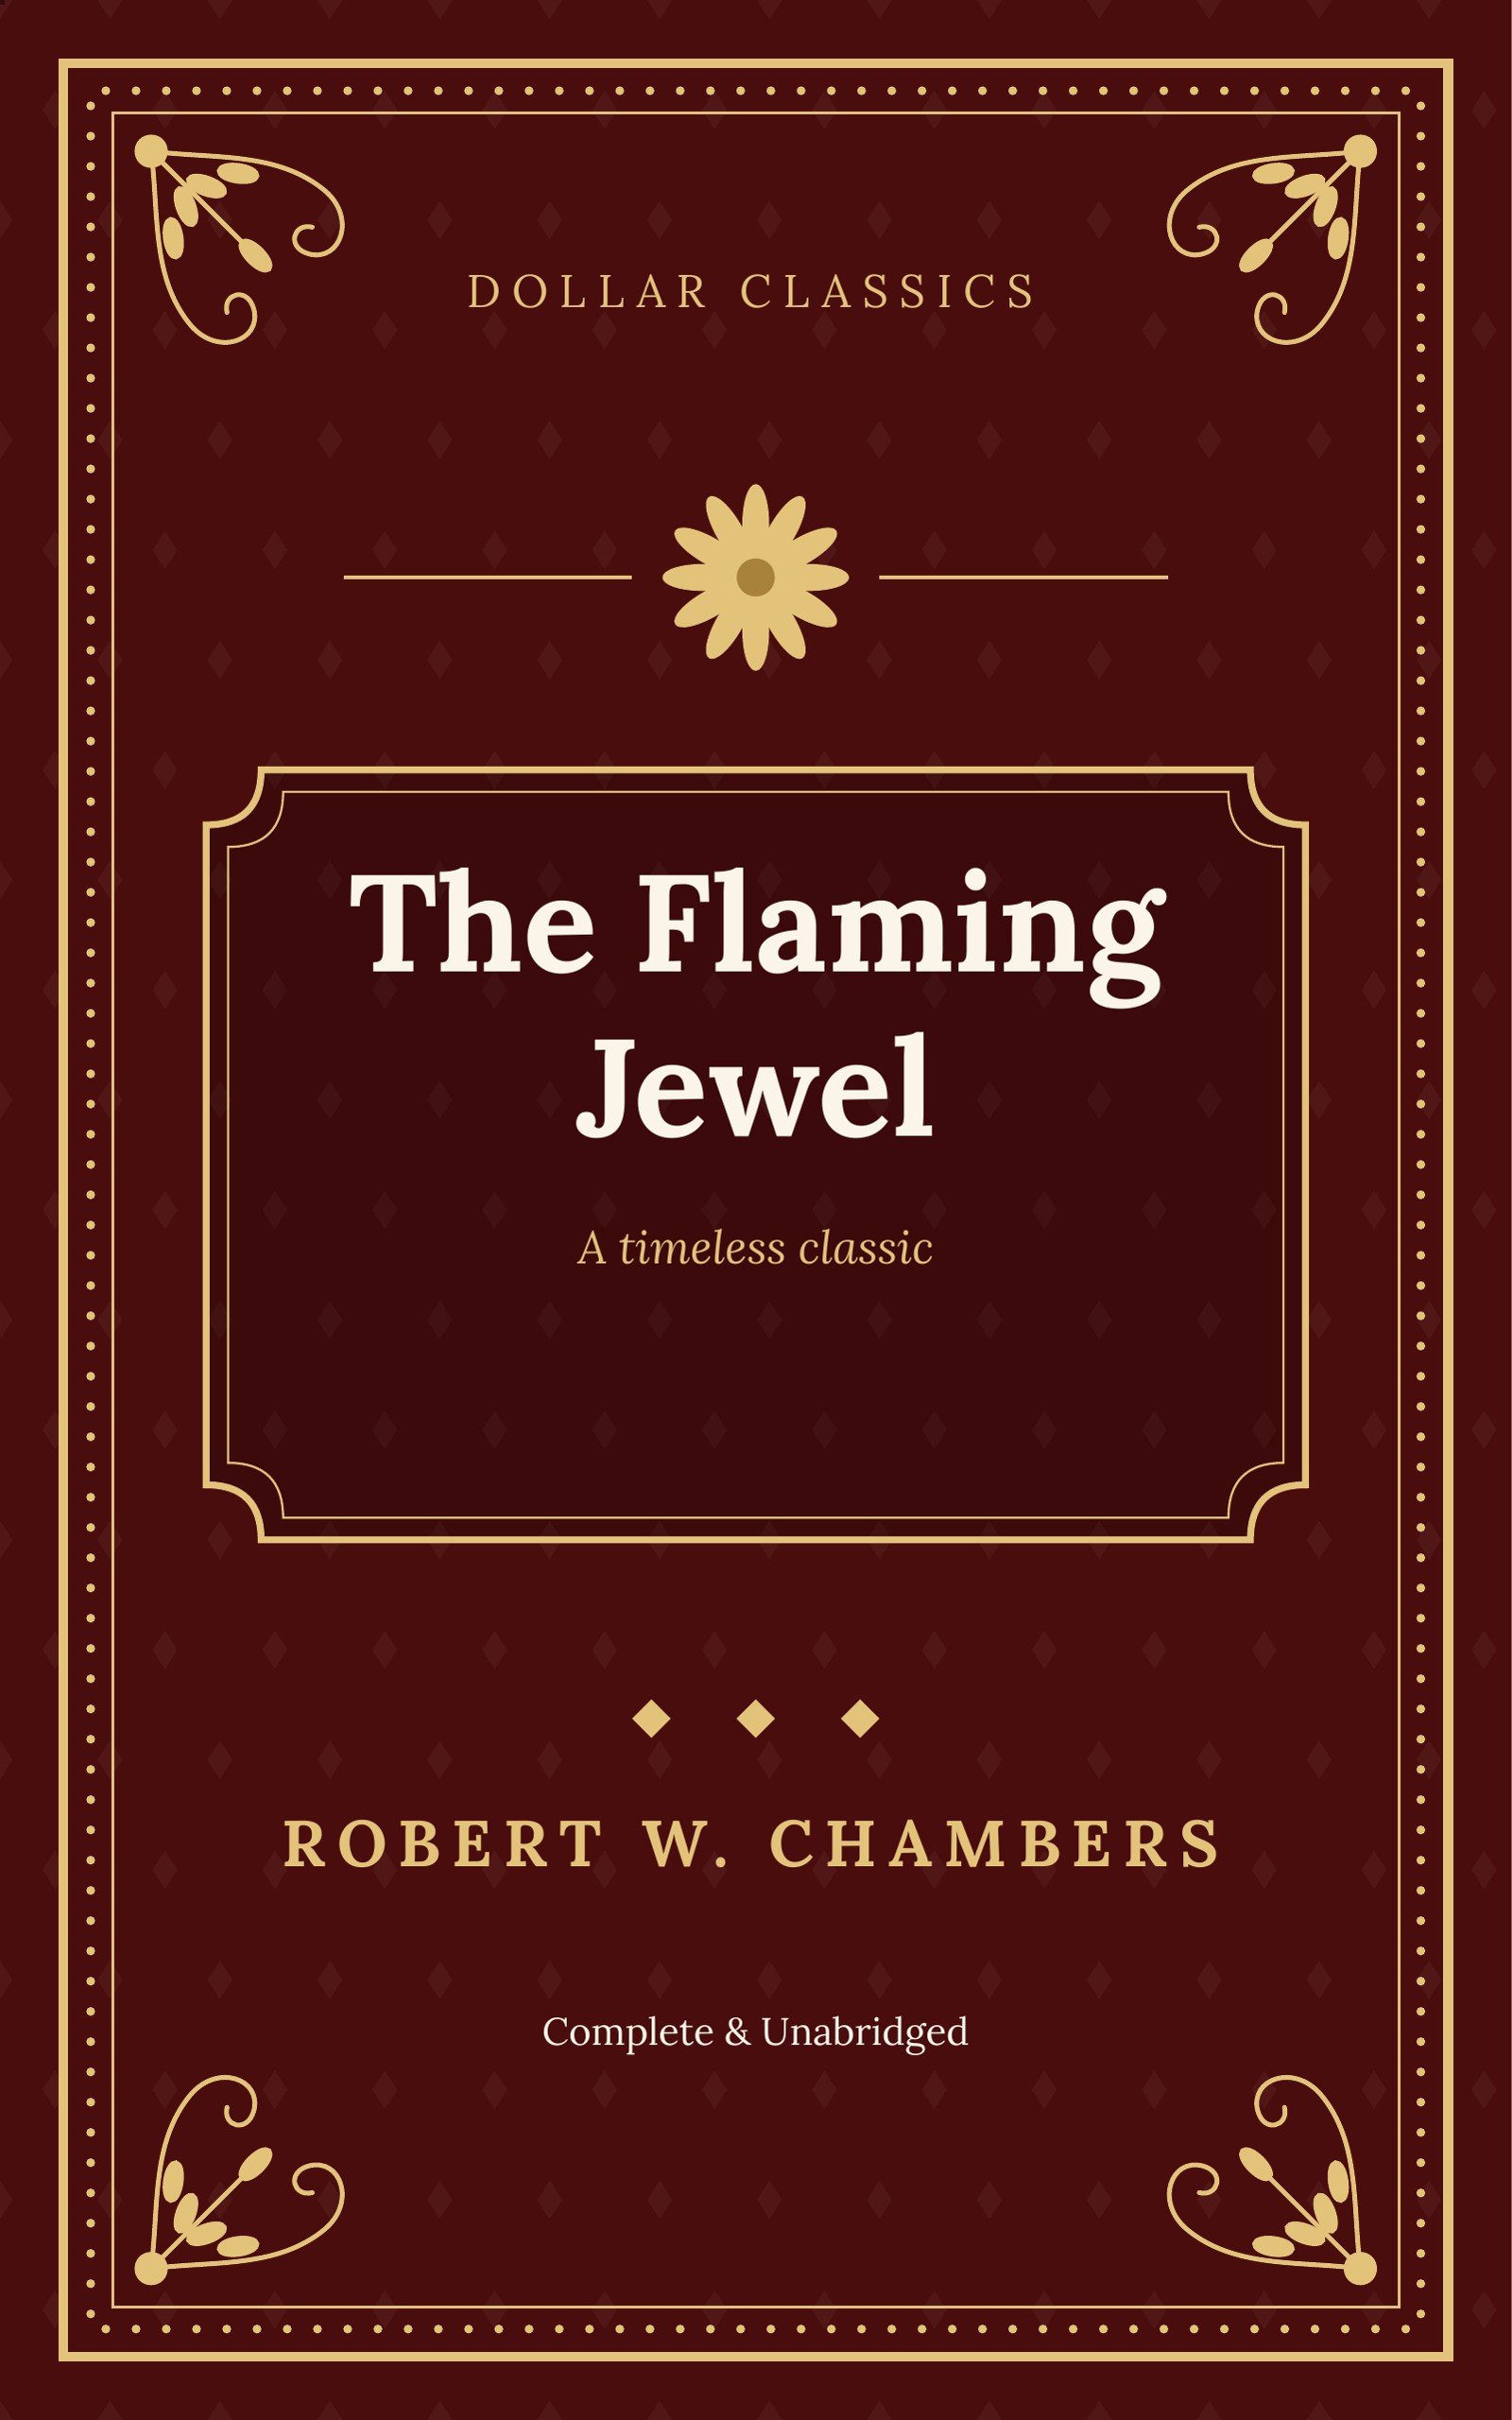 DOLLAR CLASSICS
The Flaming
Jewel
A timeless classic
ROBERT W. CHAMBERS
Complete & Unabridged